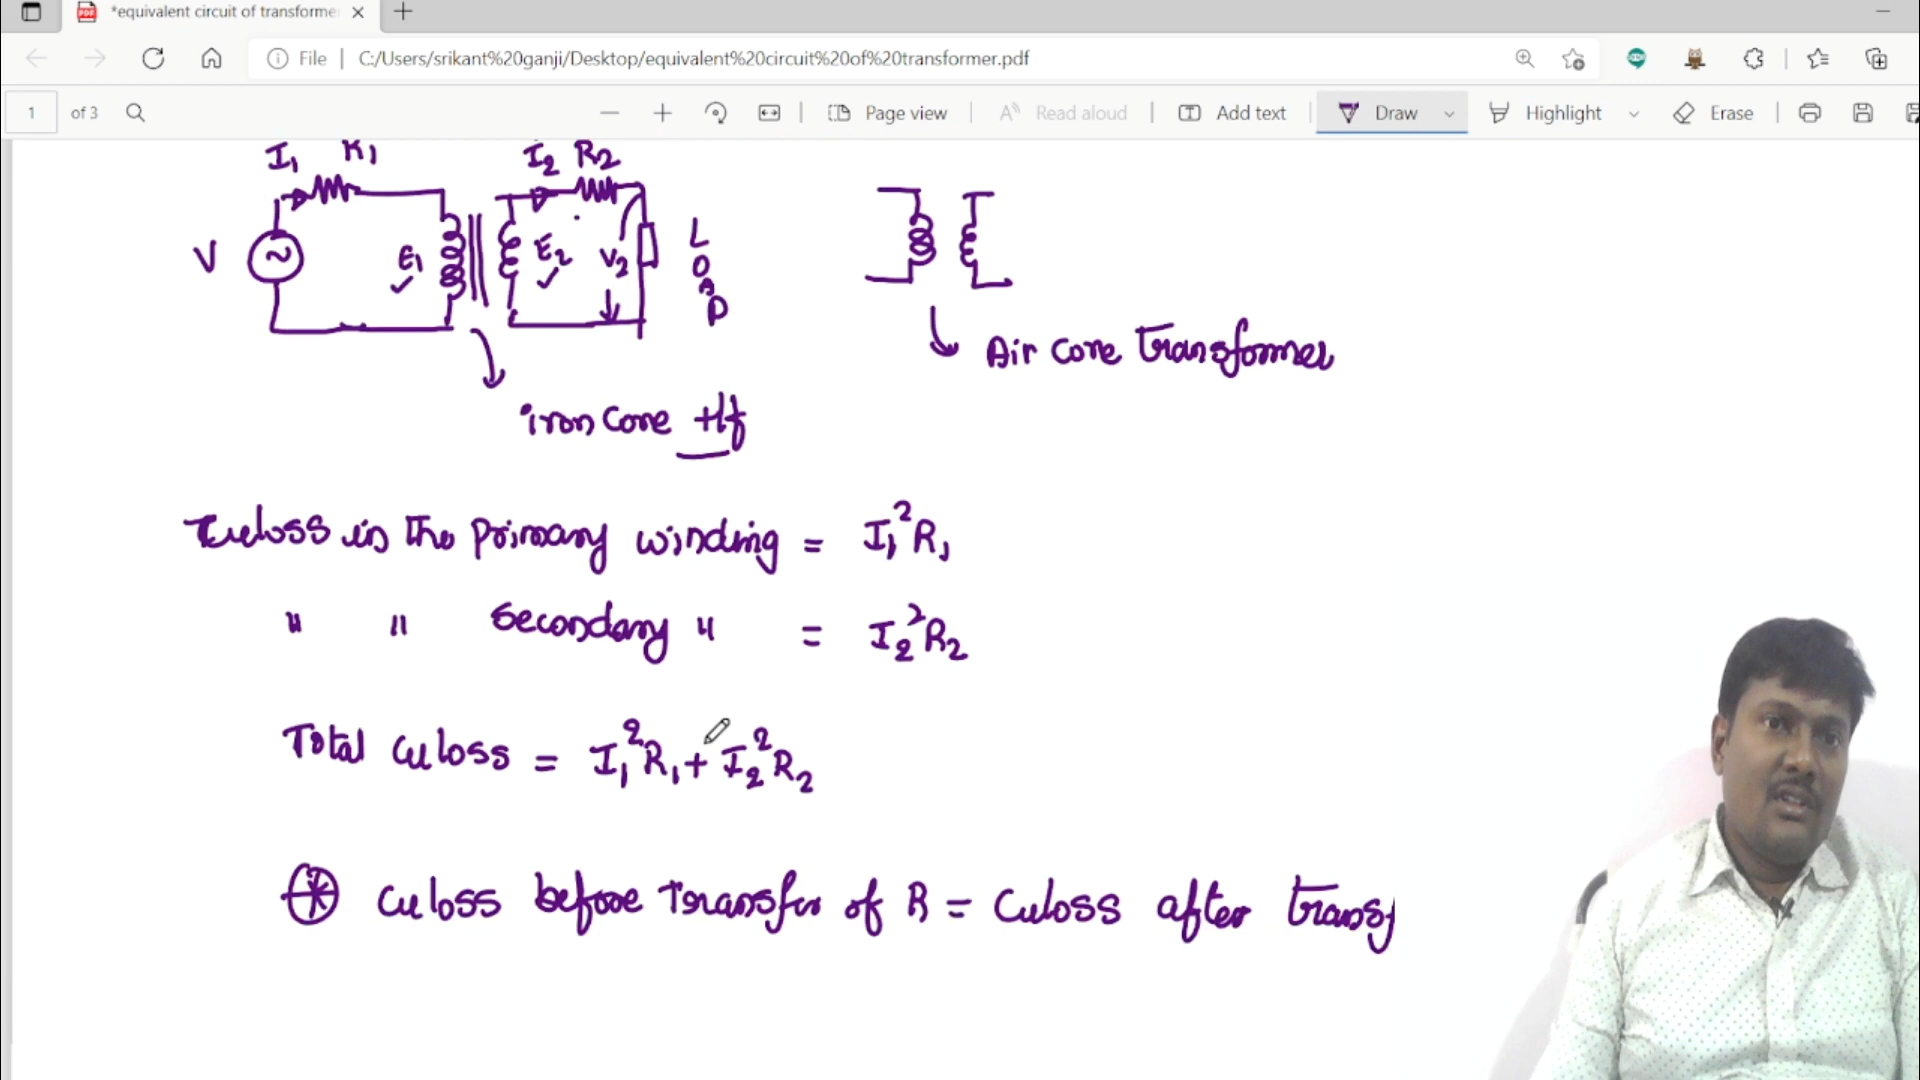 *equivalent circuit of transforme
File | C:/Users/srikant%20ganji/Desktop/equivalent%20circuit%20of%20transformer.pdf
1 of 3 Page view Read aloud Add text Draw Highlight Erase
I₁ R₁ I₂ R₂
V E₁ E₂ V₂ LOAD
Air core transformer
iron core t/f
Culoss in the primary winding = I₁²R₁
" " secondary " = I₂²R₂
Total culoss = I₁²R₁ + I₂²R₂
* culoss before transfer of R = Culoss after transf